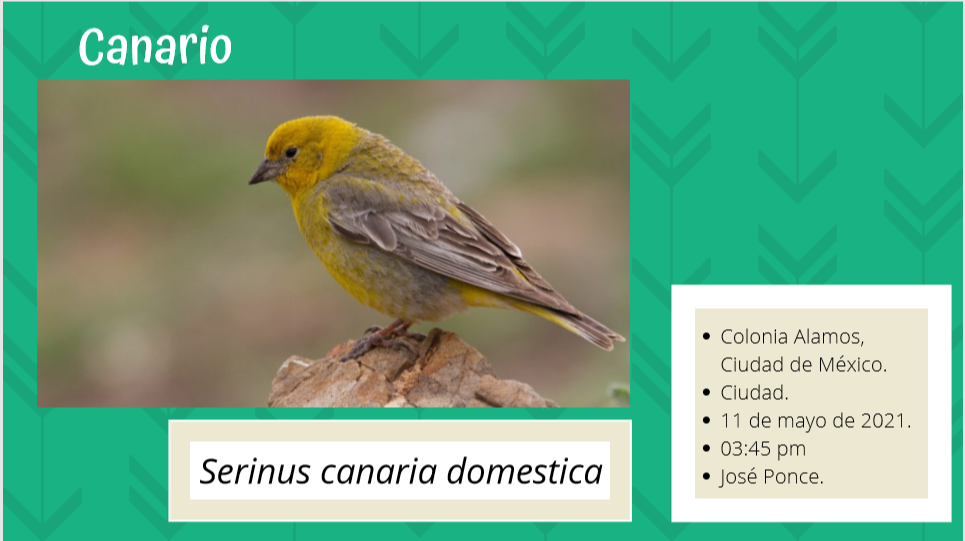 Canario
Serinus canaria domestica
Colonia Alamos,
Ciudad de México.
Ciudad.
11 de mayo de 2021.
03:45 pm
José Ponce.